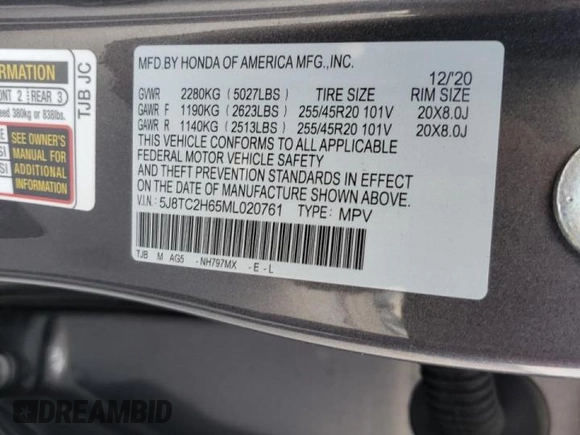 MFD.BY HONDA OF AMERICA MFG.,INC.
12/'20
GVWR 2280KG (5027LBS) TIRE SIZE RIM SIZE
GAWR F 1190KG (2623LBS) 255/45R20 101V 20X8.0J
GAWR R 1140KG (2513LBS) 255/45R20 101V 20X8.0J
THIS VEHICLE CONFORMS TO ALL APPLICABLE
FEDERAL MOTOR VEHICLE SAFETY
AND THEFT PREVENTION STANDARDS IN EFFECT
ON THE DATE OF MANUFACTURE SHOWN ABOVE.
V.I.N.: 5J8TC2H65ML020761 TYPE: MPV
TJB M AG5 -NH797MX -E-L
TJB JC
2 REAR 3
380kg or 838lbs.
SEE OWNER'S
MANUAL FOR
ADDITIONAL
INFORMATION
DREAMBID